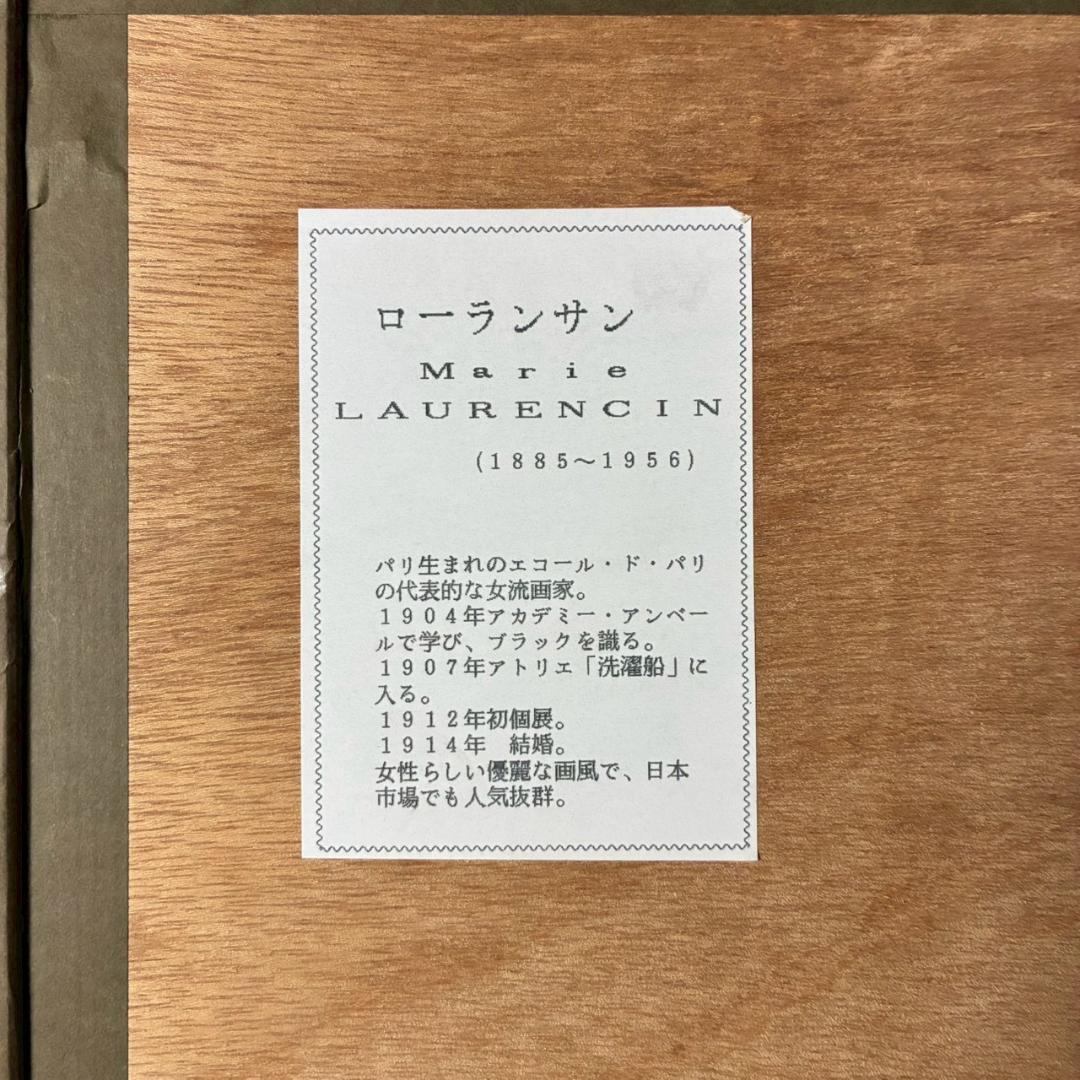 ローランサン
Marie
LAURENCIN
(1885～1956)
パリ生まれのエコール・ド・パリ
の代表的な女流画家。
1904年アカデミー・アンベー
ルで学び、ブラックを識る。
1907年アトリエ「洗濯船」に
入る。
1912年初個展。
1914年　結婚。
女性らしい優麗な画風で、日本
市場でも人気抜群。